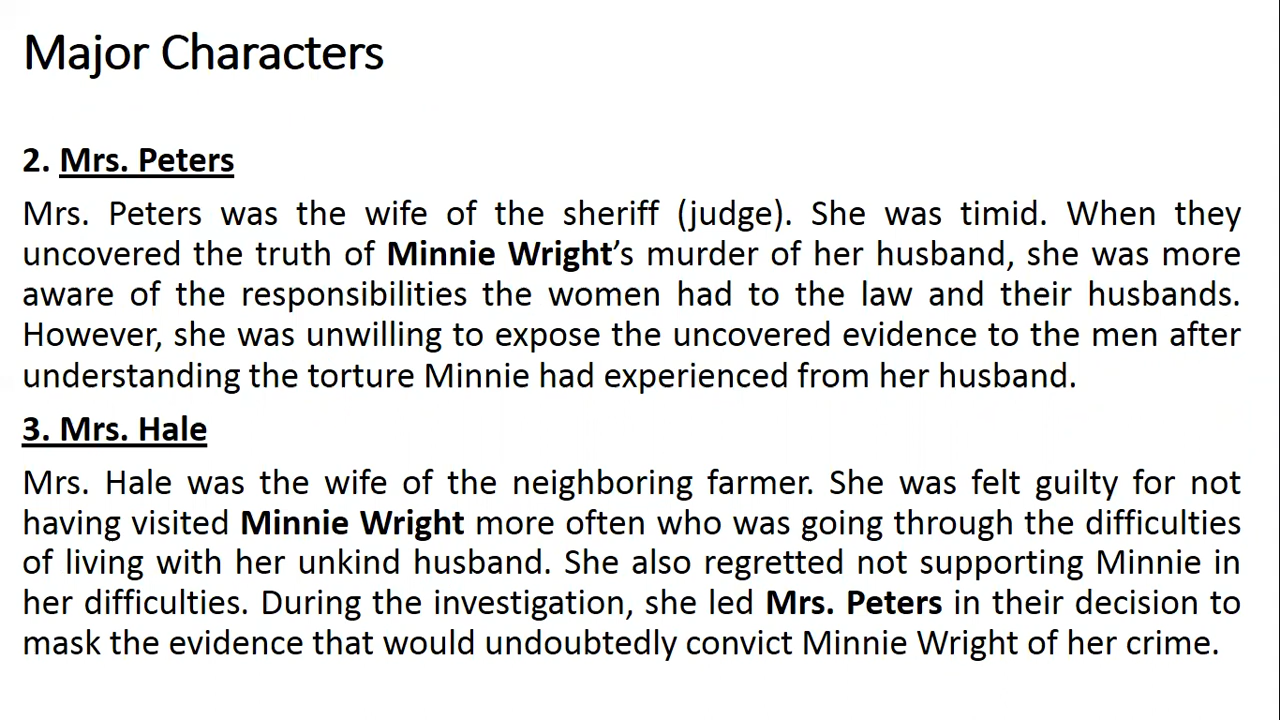 Major Characters
2. Mrs. Peters
Mrs. Peters was the wife of the sheriff (judge). She was timid. When they
uncovered the truth of Minnie Wright’s murder of her husband, she was more
aware of the responsibilities the women had to the law and their husbands.
However, she was unwilling to expose the uncovered evidence to the men after
understanding the torture Minnie had experienced from her husband.
3. Mrs. Hale
Mrs. Hale was the wife of the neighboring farmer. She was felt guilty for not
having visited Minnie Wright more often who was going through the difficulties
of living with her unkind husband. She also regretted not supporting Minnie in
her difficulties. During the investigation, she led Mrs. Peters in their decision to
mask the evidence that would undoubtedly convict Minnie Wright of her crime.